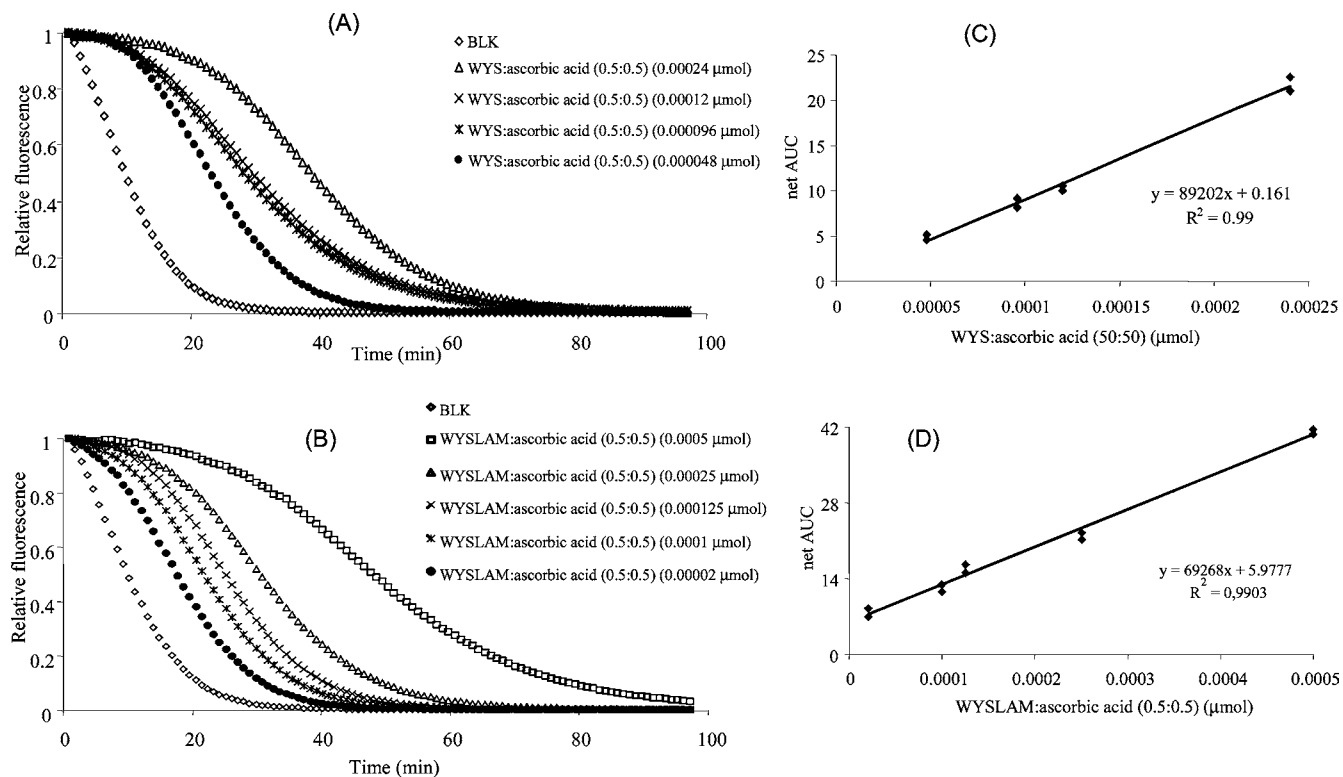 (A)
1
0.8
0.6
0.4
0.2
0
Relative fluorescence
0
20
40
60
80
100
Time (min)
BLK
WYS:ascorbic acid (0.5:0.5) (0.00024 μmol)
WYS:ascorbic acid (0.5:0.5) (0.00012 μmol)
WYS:ascorbic acid (0.5:0.5) (0.000096 μmol)
WYS:ascorbic acid (0.5:0.5) (0.000048 μmol)
(C)
25
20
15
10
5
0
net AUC
y = 89202x + 0.161
R² = 0.99
0
0.00005
0.0001
0.00015
0.0002
0.00025
WYS:ascorbic acid (50:50) (μmol)
(B)
1
0.8
0.6
0.4
0.2
0
Relative fluorescence
0
20
40
60
80
100
Time (min)
BLK
WYSLAM:ascorbic acid (0.5:0.5) (0.0005 μmol)
WYSLAM:ascorbic acid (0.5:0.5) (0.00025 μmol)
WYSLAM:ascorbic acid (0.5:0.5) (0.000125 μmol)
WYSLAM:ascorbic acid (0.5:0.5) (0.0001 μmol)
WYSLAM:ascorbic acid (0.5:0.5) (0.00002 μmol)
(D)
42
28
14
0
net AUC
y = 69268x + 5.9777
R² = 0,9903
0
0.0001
0.0002
0.0003
0.0004
0.0005
WYSLAM:ascorbic acid (0.5:0.5) (μmol)